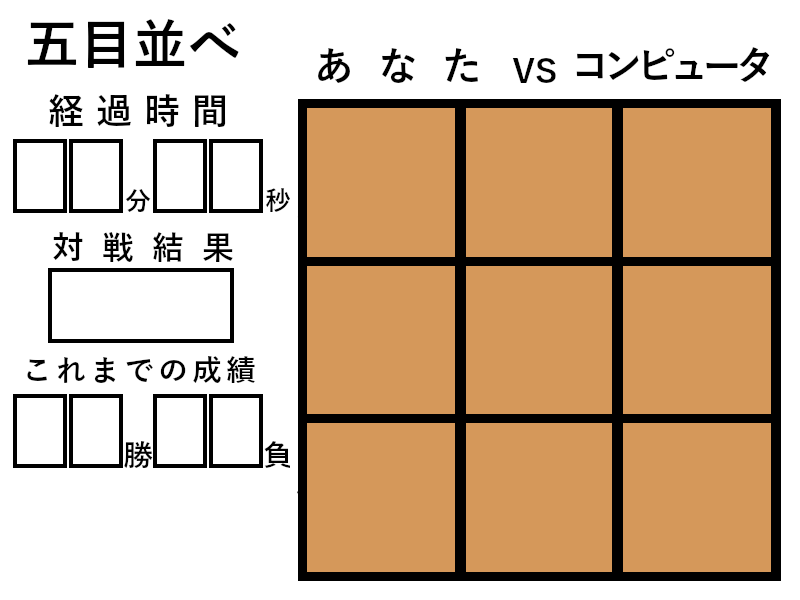 五目並べ
あなた vs コンピュータ
経過時間
分 秒
対戦結果
これまでの成績
勝 負